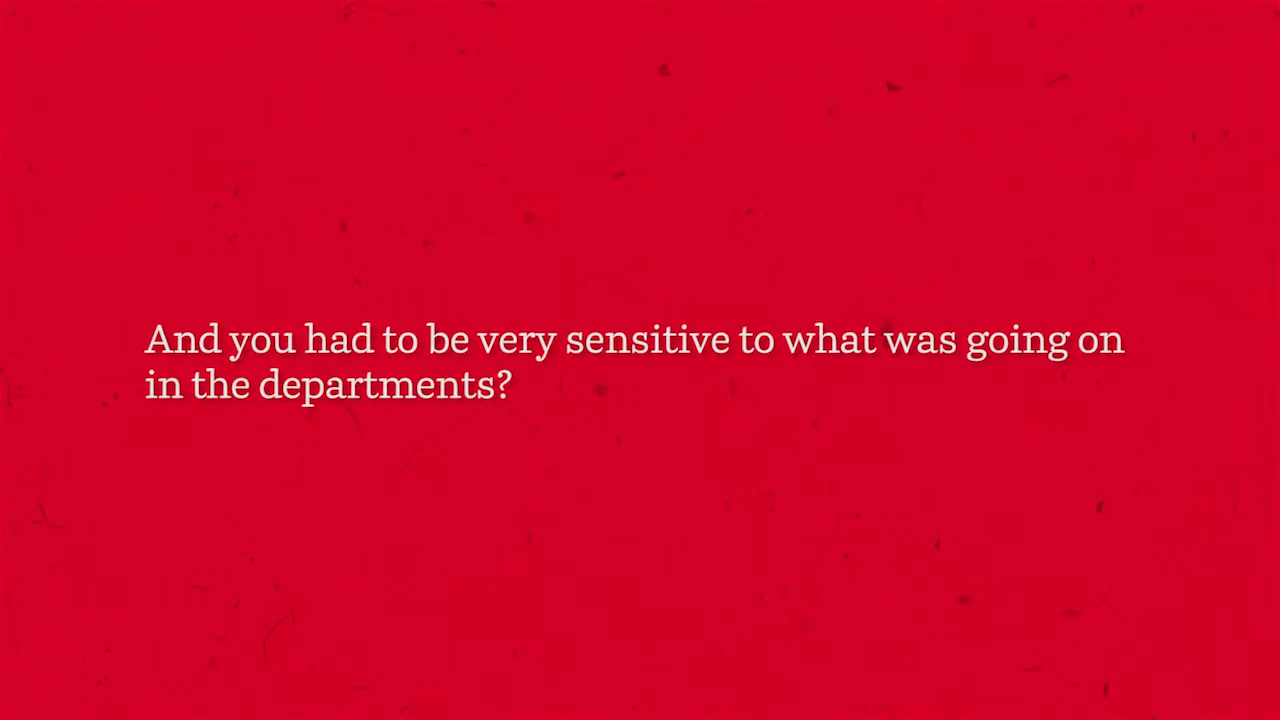 And you had to be very sensitive to what was going on
in the departments?